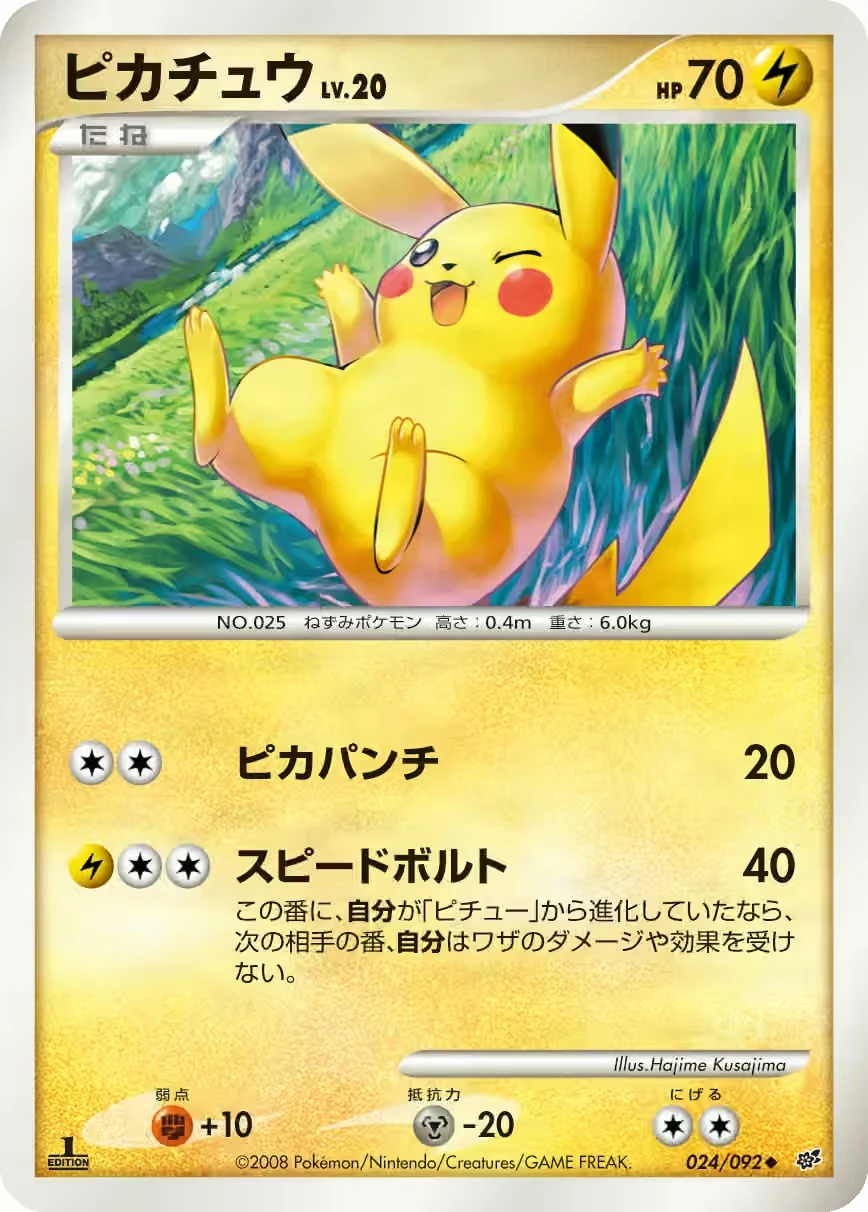 ピカチュウ LV.20 HP 70
たね
NO.025 ねずみポケモン 高さ:0.4m 重さ:6.0kg
ピカパンチ 20
スピードボルト 40
この番に、自分が「ピチュー」から進化していたなら、
次の相手の番、自分はワザのダメージや効果を受け
ない。
Illus.Hajime Kusajima
弱点 抵抗力 にげる
+10 -20
1 EDITION
©2008 Pokémon/Nintendo/Creatures/GAME FREAK. 024/092